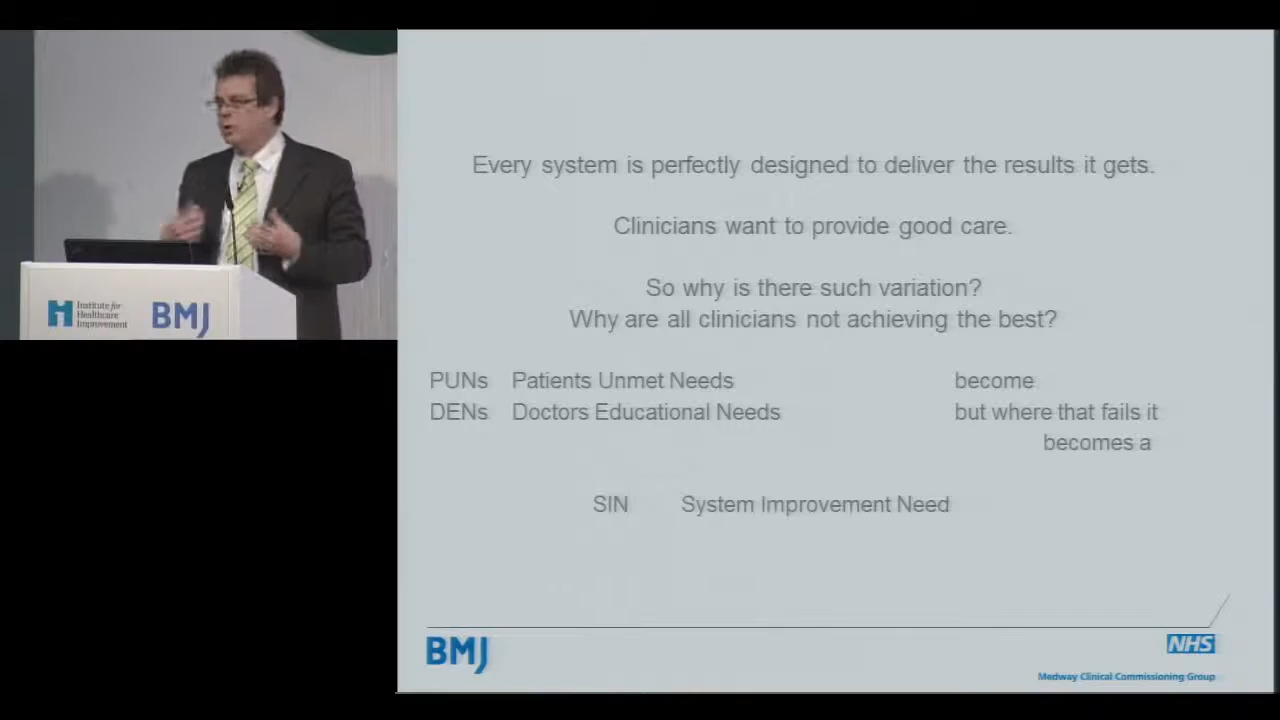 Institute for
Healthcare
Improvement
BMJ
Every system is perfectly designed to deliver the results it gets.
Clinicians want to provide good care.
So why is there such variation?
Why are all clinicians not achieving the best?
PUNs Patients Unmet Needs become
DENs Doctors Educational Needs but where that fails it
becomes a
SIN System Improvement Need
BMJ
NHS
Medway Clinical Commissioning Group